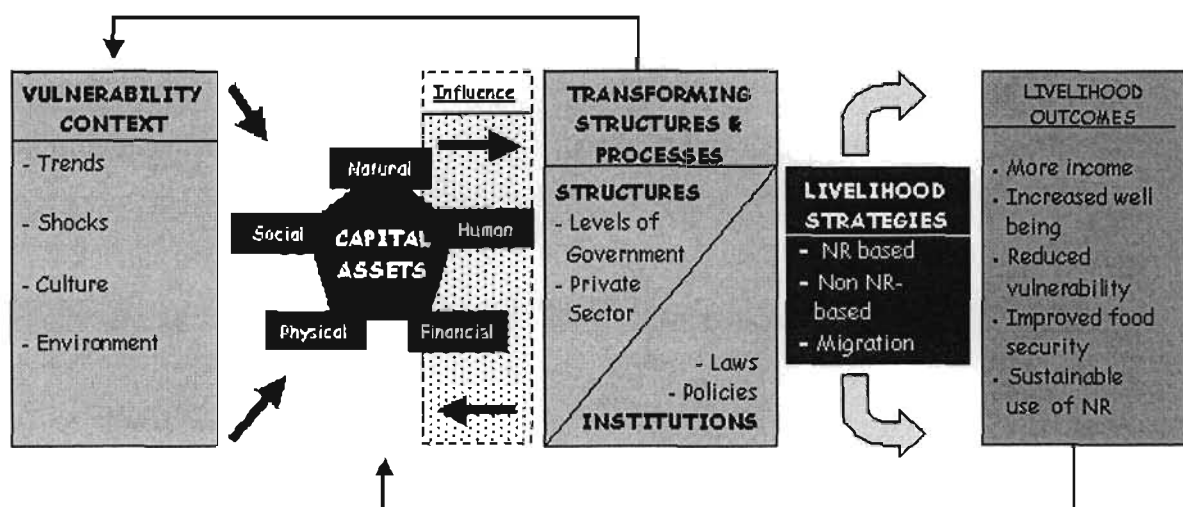 VULNERABILITY
CONTEXT
- Trends
- Shocks
- Culture
- Environment
Natural
Social
Human
CAPITAL
ASSETS
Physical
Financial
Influence
TRANSFORMING
STRUCTURES &
PROCESSES
STRUCTURES
- Levels of
Government
- Private
Sector
- Laws
- Policies
INSTITUTIONS
LIVELIHOOD
STRATEGIES
- NR based
- Non NR-
based
- Migration
LIVELIHOOD
OUTCOMES
. More income
. Increased well
being
. Reduced
vulnerability
. Improved food
security
. Sustainable
use of NR